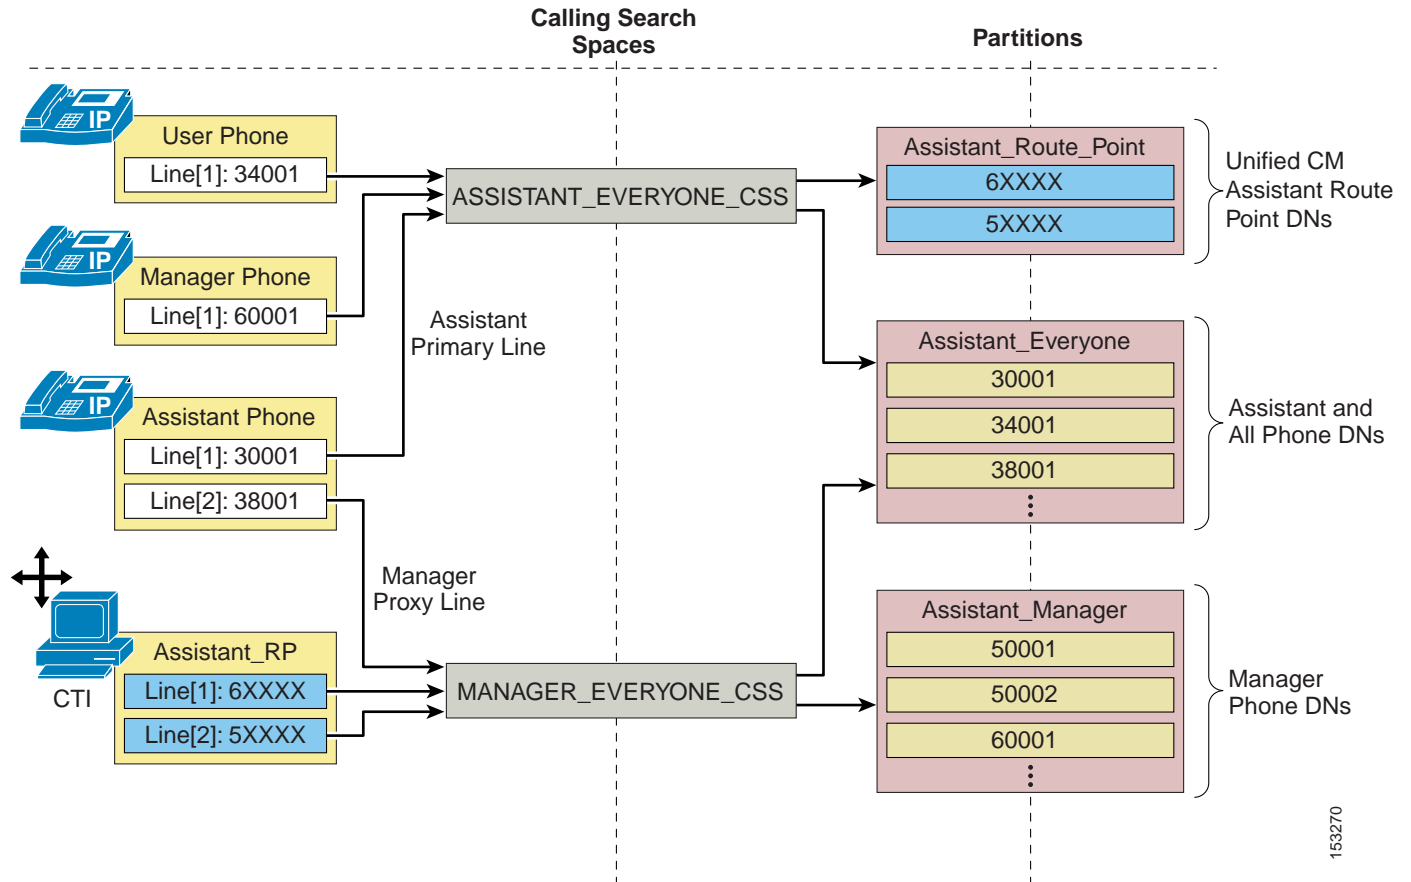 Calling Search
Spaces
Partitions
IP
User Phone
Line[1]: 34001
IP
Manager Phone
Line[1]: 60001
IP
Assistant Phone
Line[1]: 30001
Line[2]: 38001
CTI
Assistant_RP
Line[1]: 6XXXX
Line[2]: 5XXXX
Assistant
Primary Line
Manager
Proxy Line
ASSISTANT_EVERYONE_CSS
MANAGER_EVERYONE_CSS
Assistant_Route_Point
6XXXX
5XXXX
Unified CM
Assistant Route
Point DNs
Assistant_Everyone
30001
34001
38001
Assistant and
All Phone DNs
Assistant_Manager
50001
50002
60001
Manager
Phone DNs
153270